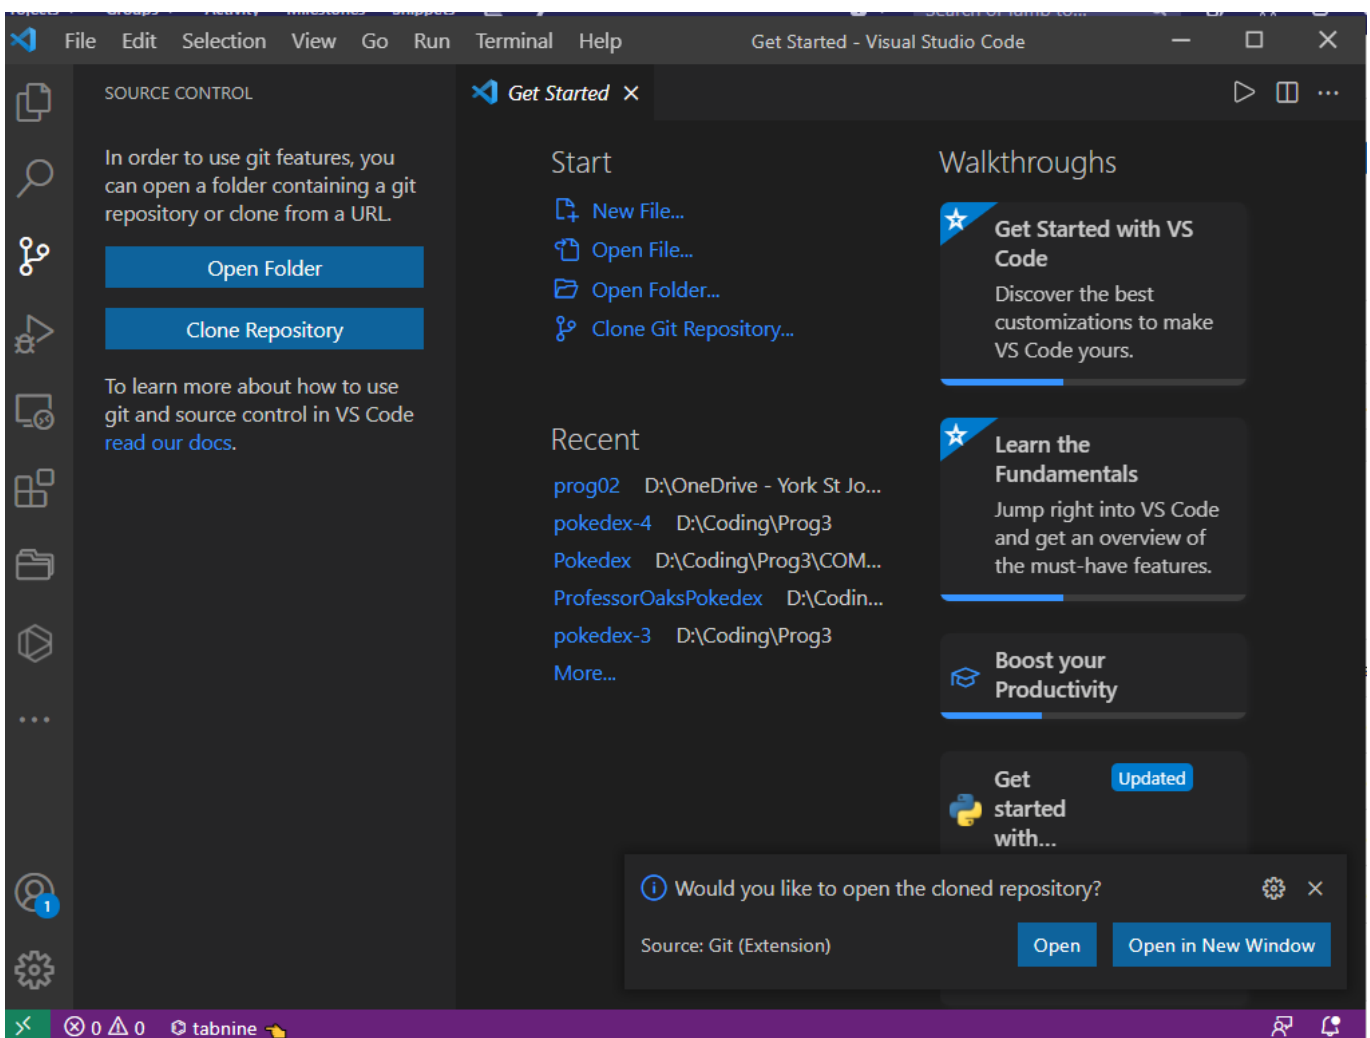 File Edit Selection View Go Run Terminal Help Get Started - Visual Studio Code
SOURCE CONTROL
In order to use git features, you
can open a folder containing a git
repository or clone from a URL.
Open Folder
Clone Repository
To learn more about how to use
git and source control in VS Code
read our docs.
Get Started
Start
New File...
Open File...
Open Folder...
Clone Git Repository...
Recent
prog02 D:\OneDrive - York St Jo...
pokedex-4 D:\Coding\Prog3
Pokedex D:\Coding\Prog3\COM...
ProfessorOaksPokedex D:\Codin...
pokedex-3 D:\Coding\Prog3
More...
Walkthroughs
Get Started with VS
Code
Discover the best
customizations to make
VS Code yours.
Learn the
Fundamentals
Jump right into VS Code
and get an overview of
the must-have features.
Boost your
Productivity
Get Updated
started
with...
Would you like to open the cloned repository?
Source: Git (Extension) Open Open in New Window
1
0 0 tabnine